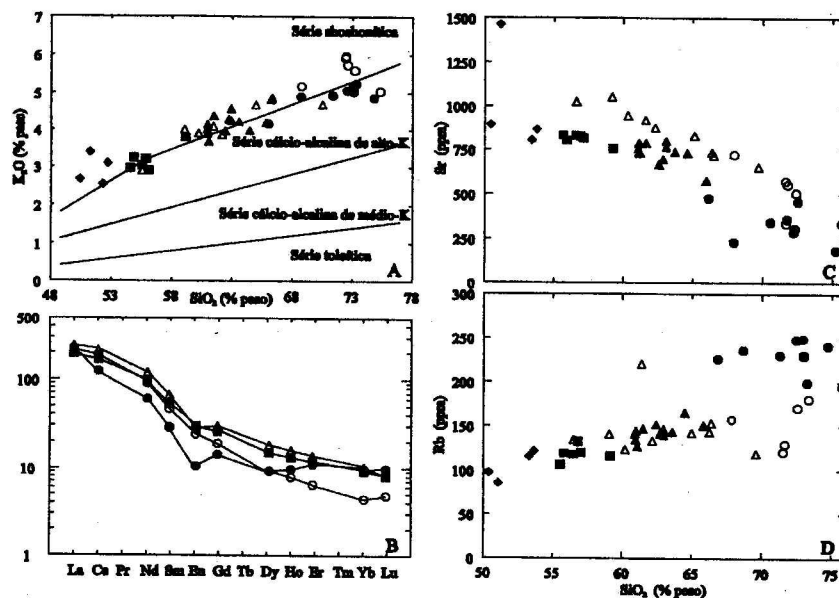 7
6
5
4
3
2
1
0
K₂O (% peso)
Série shoshonítica
Série cálcio-alcalina de alto-K
Série cálcio-alcalina de médio-K
Série toleítica
A
48
53
58
68
73
78
SiO₂ (% peso)
500
100
10
1
B
La Ce Pr Nd Sm Eu Gd Tb Dy Ho Er Tm Yb Lu
1500
1250
1000
750
500
250
0
Sr (ppm)
C
300
250
200
150
100
50
0
Rb (ppm)
D
50
55
60
65
70
75
SiO₂ (% peso)